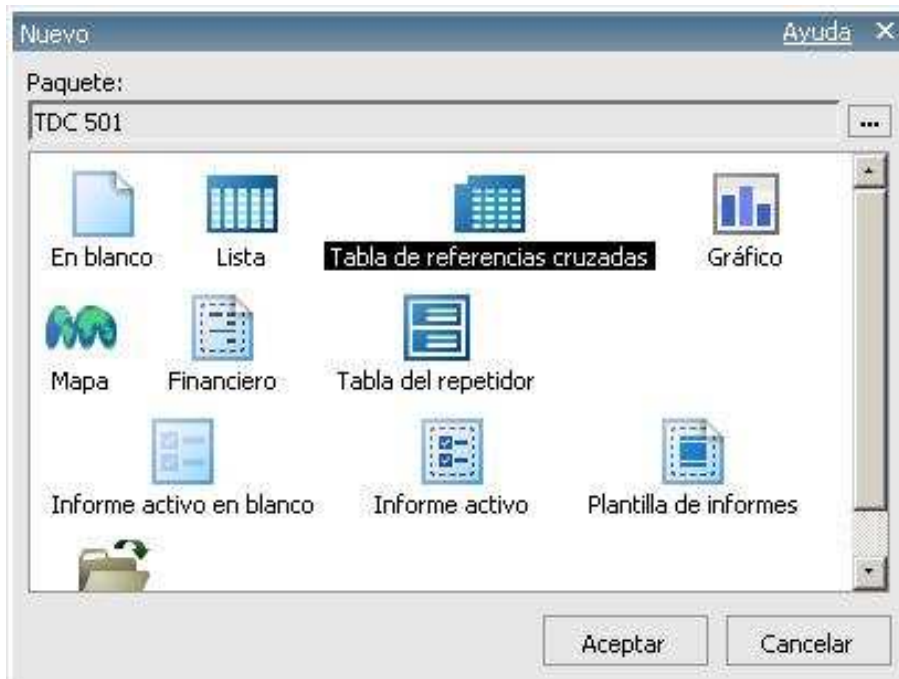 Nuevo Ayuda ×
Paquete:
TDC 501 ...
En blanco Lista Tabla de referencias cruzadas Gráfico
Mapa Financiero Tabla del repetidor
Informe activo en blanco Informe activo Plantilla de informes
Aceptar Cancelar